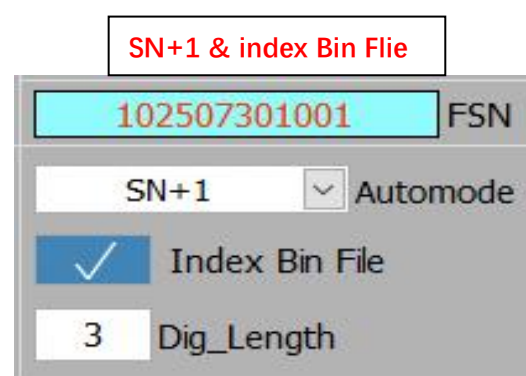 SN+1 & index Bin Flie
102507301001 FSN
SN+1 Automode
Index Bin File
3 Dig_Length